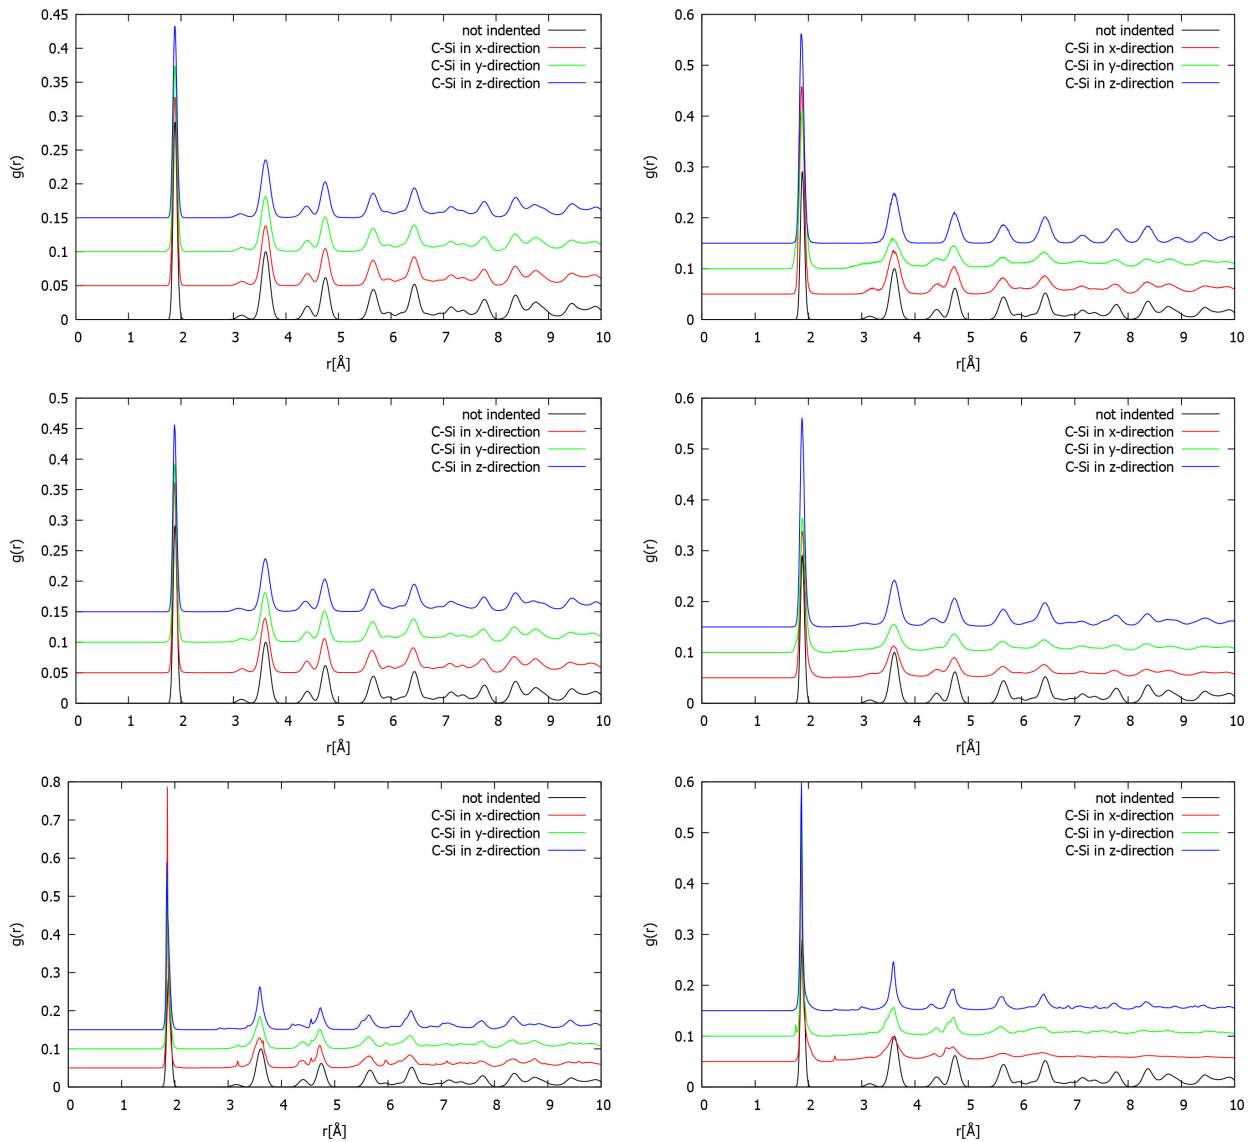 0.45
0.4
0.35
0.3
0.25
0.2
0.15
0.1
0.05
0
g(r)
not indented
C-Si in x-direction
C-Si in y-direction
C-Si in z-direction
0 1 2 3 4 5 6 7 8 9 10
r[Å]
0.6
0.5
0.4
0.3
0.2
0.1
0
g(r)
not indented
C-Si in x-direction
C-Si in y-direction
C-Si in z-direction
0 1 2 3 4 5 6 7 8 9 10
r[Å]
0.5
0.45
0.4
0.35
0.3
0.25
0.2
0.15
0.1
0.05
0
g(r)
not indented
C-Si in x-direction
C-Si in y-direction
C-Si in z-direction
0 1 2 3 4 5 6 7 8 9 10
r[Å]
0.6
0.5
0.4
0.3
0.2
0.1
0
g(r)
not indented
C-Si in x-direction
C-Si in y-direction
C-Si in z-direction
0 1 2 3 4 5 6 7 8 9 10
r[Å]
0.8
0.7
0.6
0.5
0.4
0.3
0.2
0.1
0
g(r)
not indented
C-Si in x-direction
C-Si in y-direction
C-Si in z-direction
0 1 2 3 4 5 6 7 8 9 10
r[Å]
0.6
0.5
0.4
0.3
0.2
0.1
0
g(r)
not indented
C-Si in x-direction
C-Si in y-direction
C-Si in z-direction
0 1 2 3 4 5 6 7 8 9 10
r[Å]